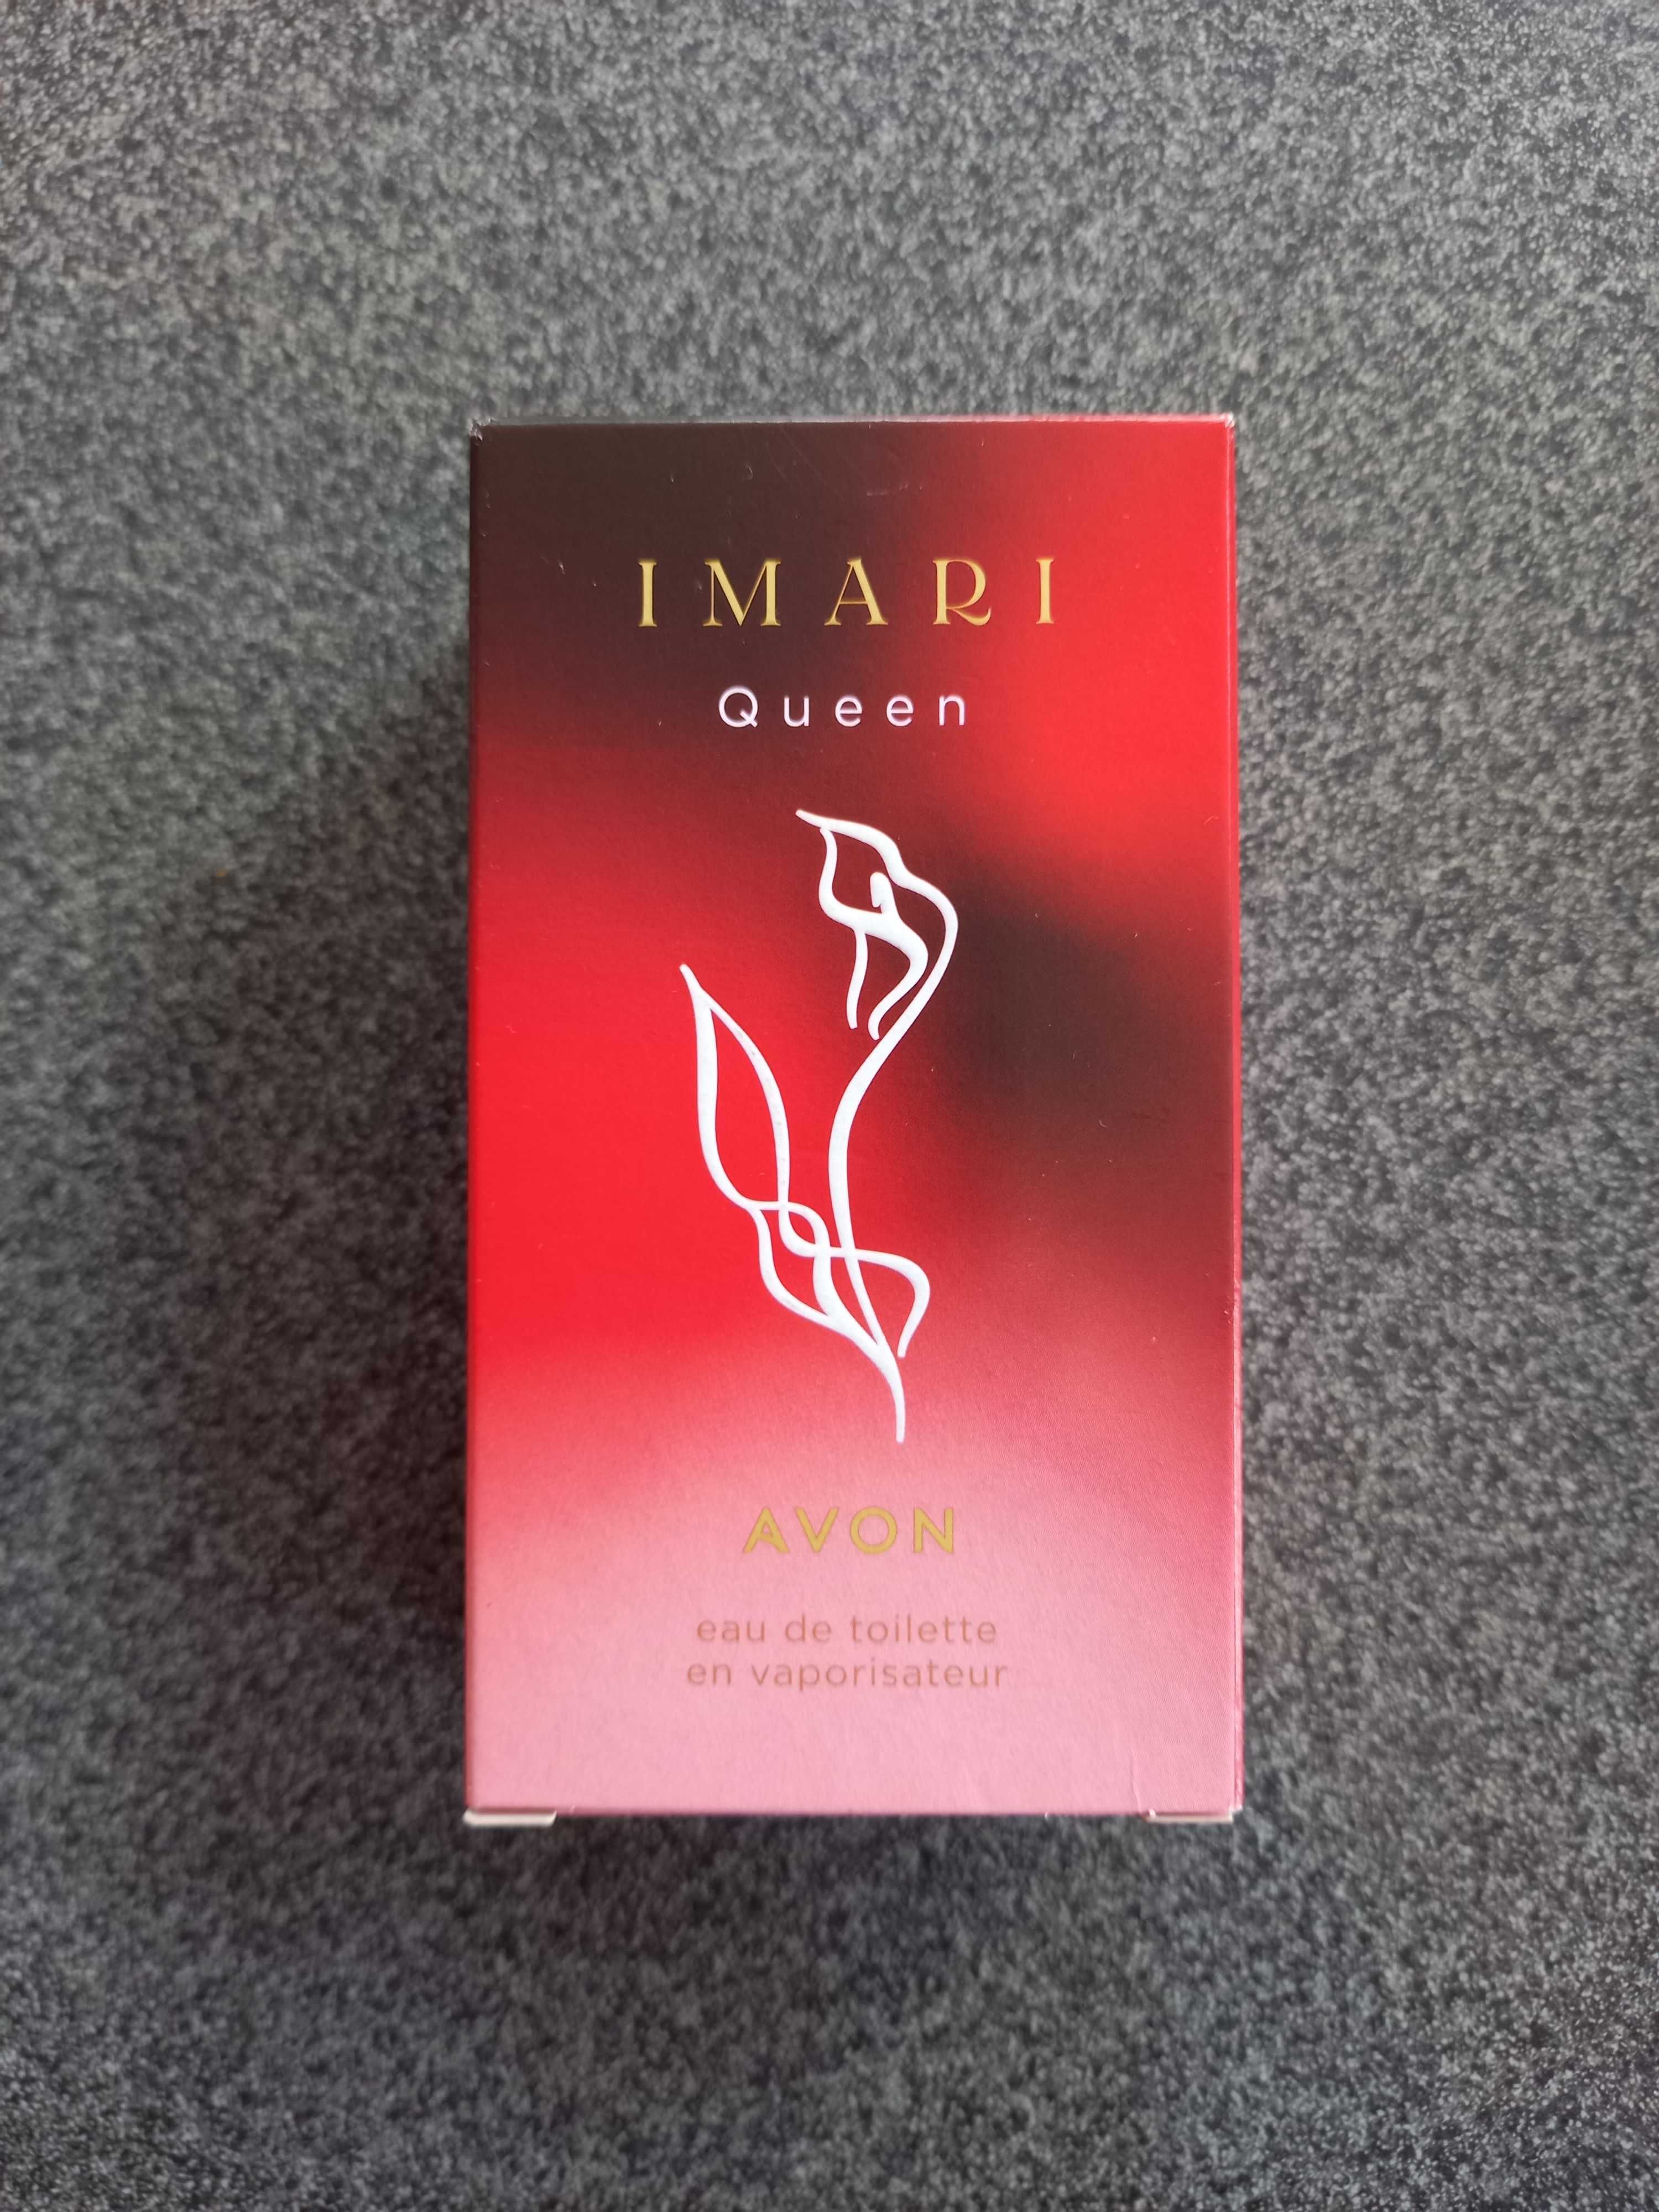 IMARI
Queen
AVON
eau de toilette
en vaporisateur